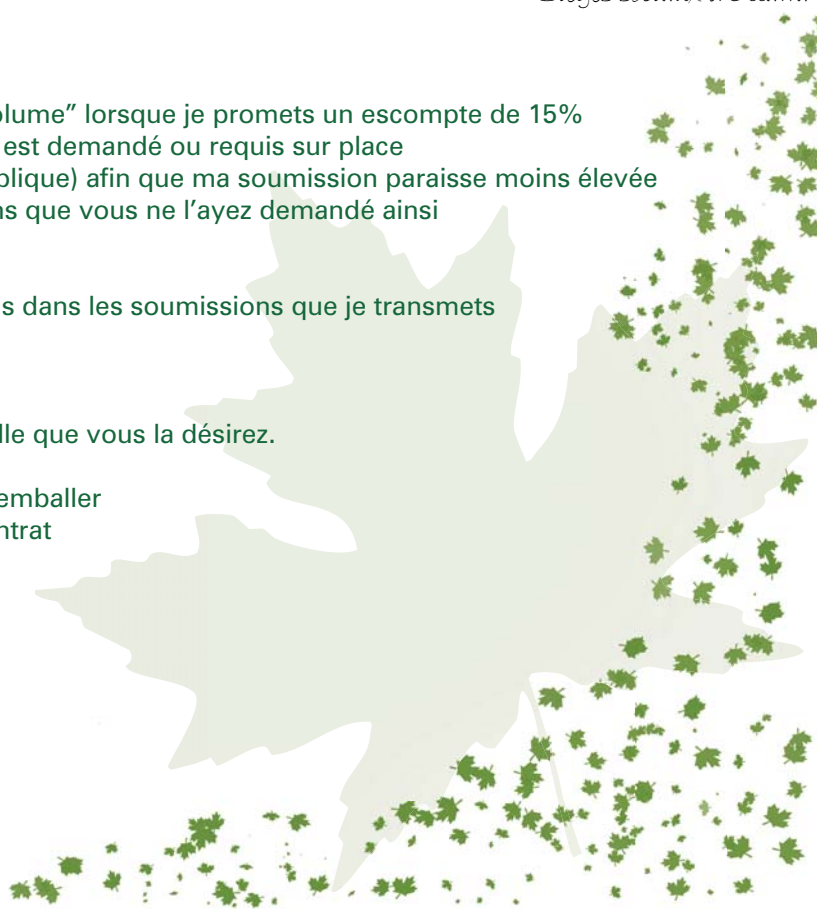 olume” lorsque je promets un escompte de 15%
est demandé ou requis sur place
plique) afin que ma soumission paraisse moins élevée
ns que vous ne l’ayez demandé ainsi
s dans les soumissions que je transmets
lle que vous la désirez.
emballer
ntrat